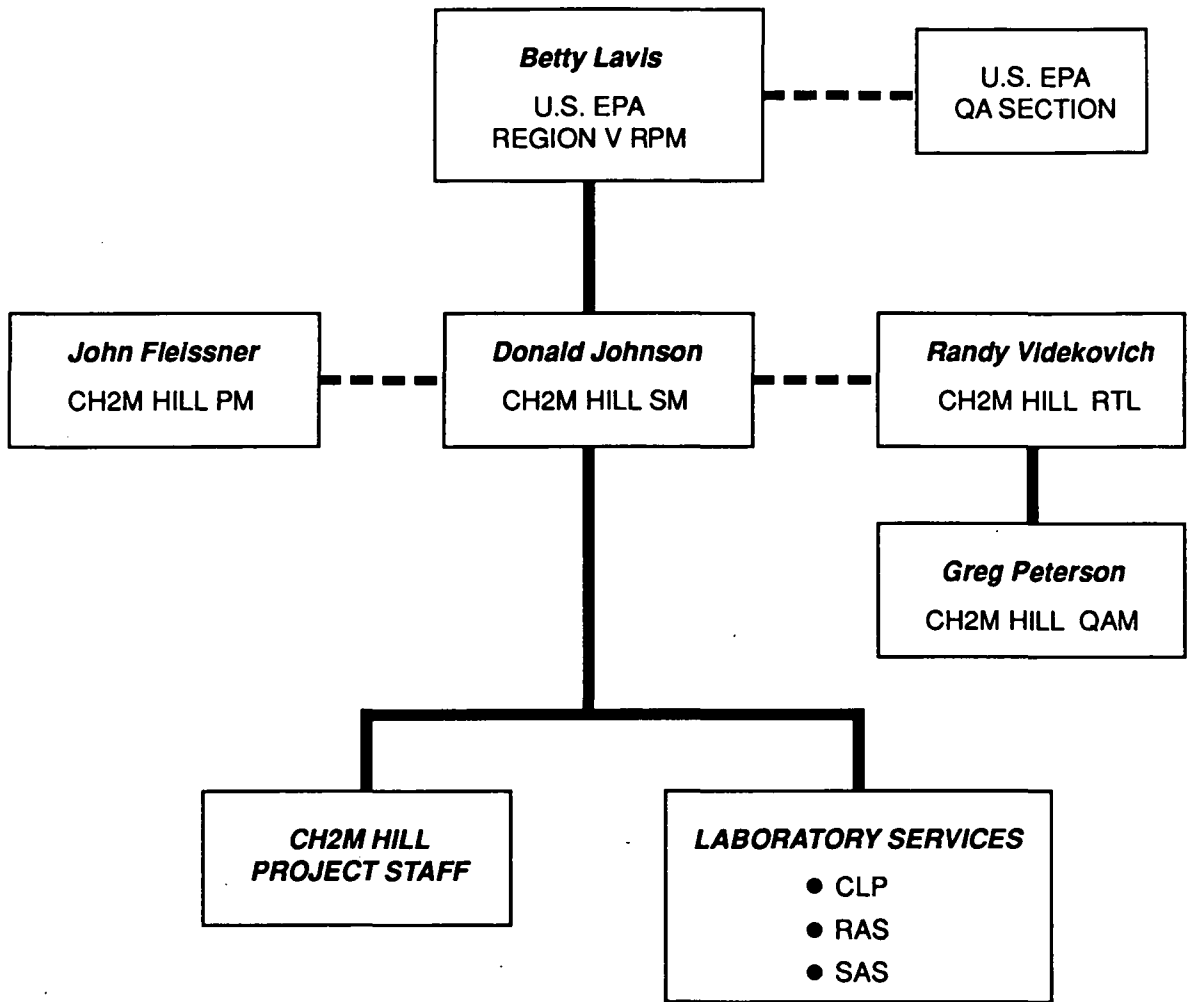 Betty Lavis
U.S. EPA
REGION V RPM
U.S. EPA
QA SECTION
John Fleissner
CH2M HILL PM
Donald Johnson
CH2M HILL SM
Randy Videkovich
CH2M HILL RTL
Greg Peterson
CH2M HILL QAM
CH2M HILL
PROJECT STAFF
LABORATORY SERVICES
● CLP
● RAS
● SAS